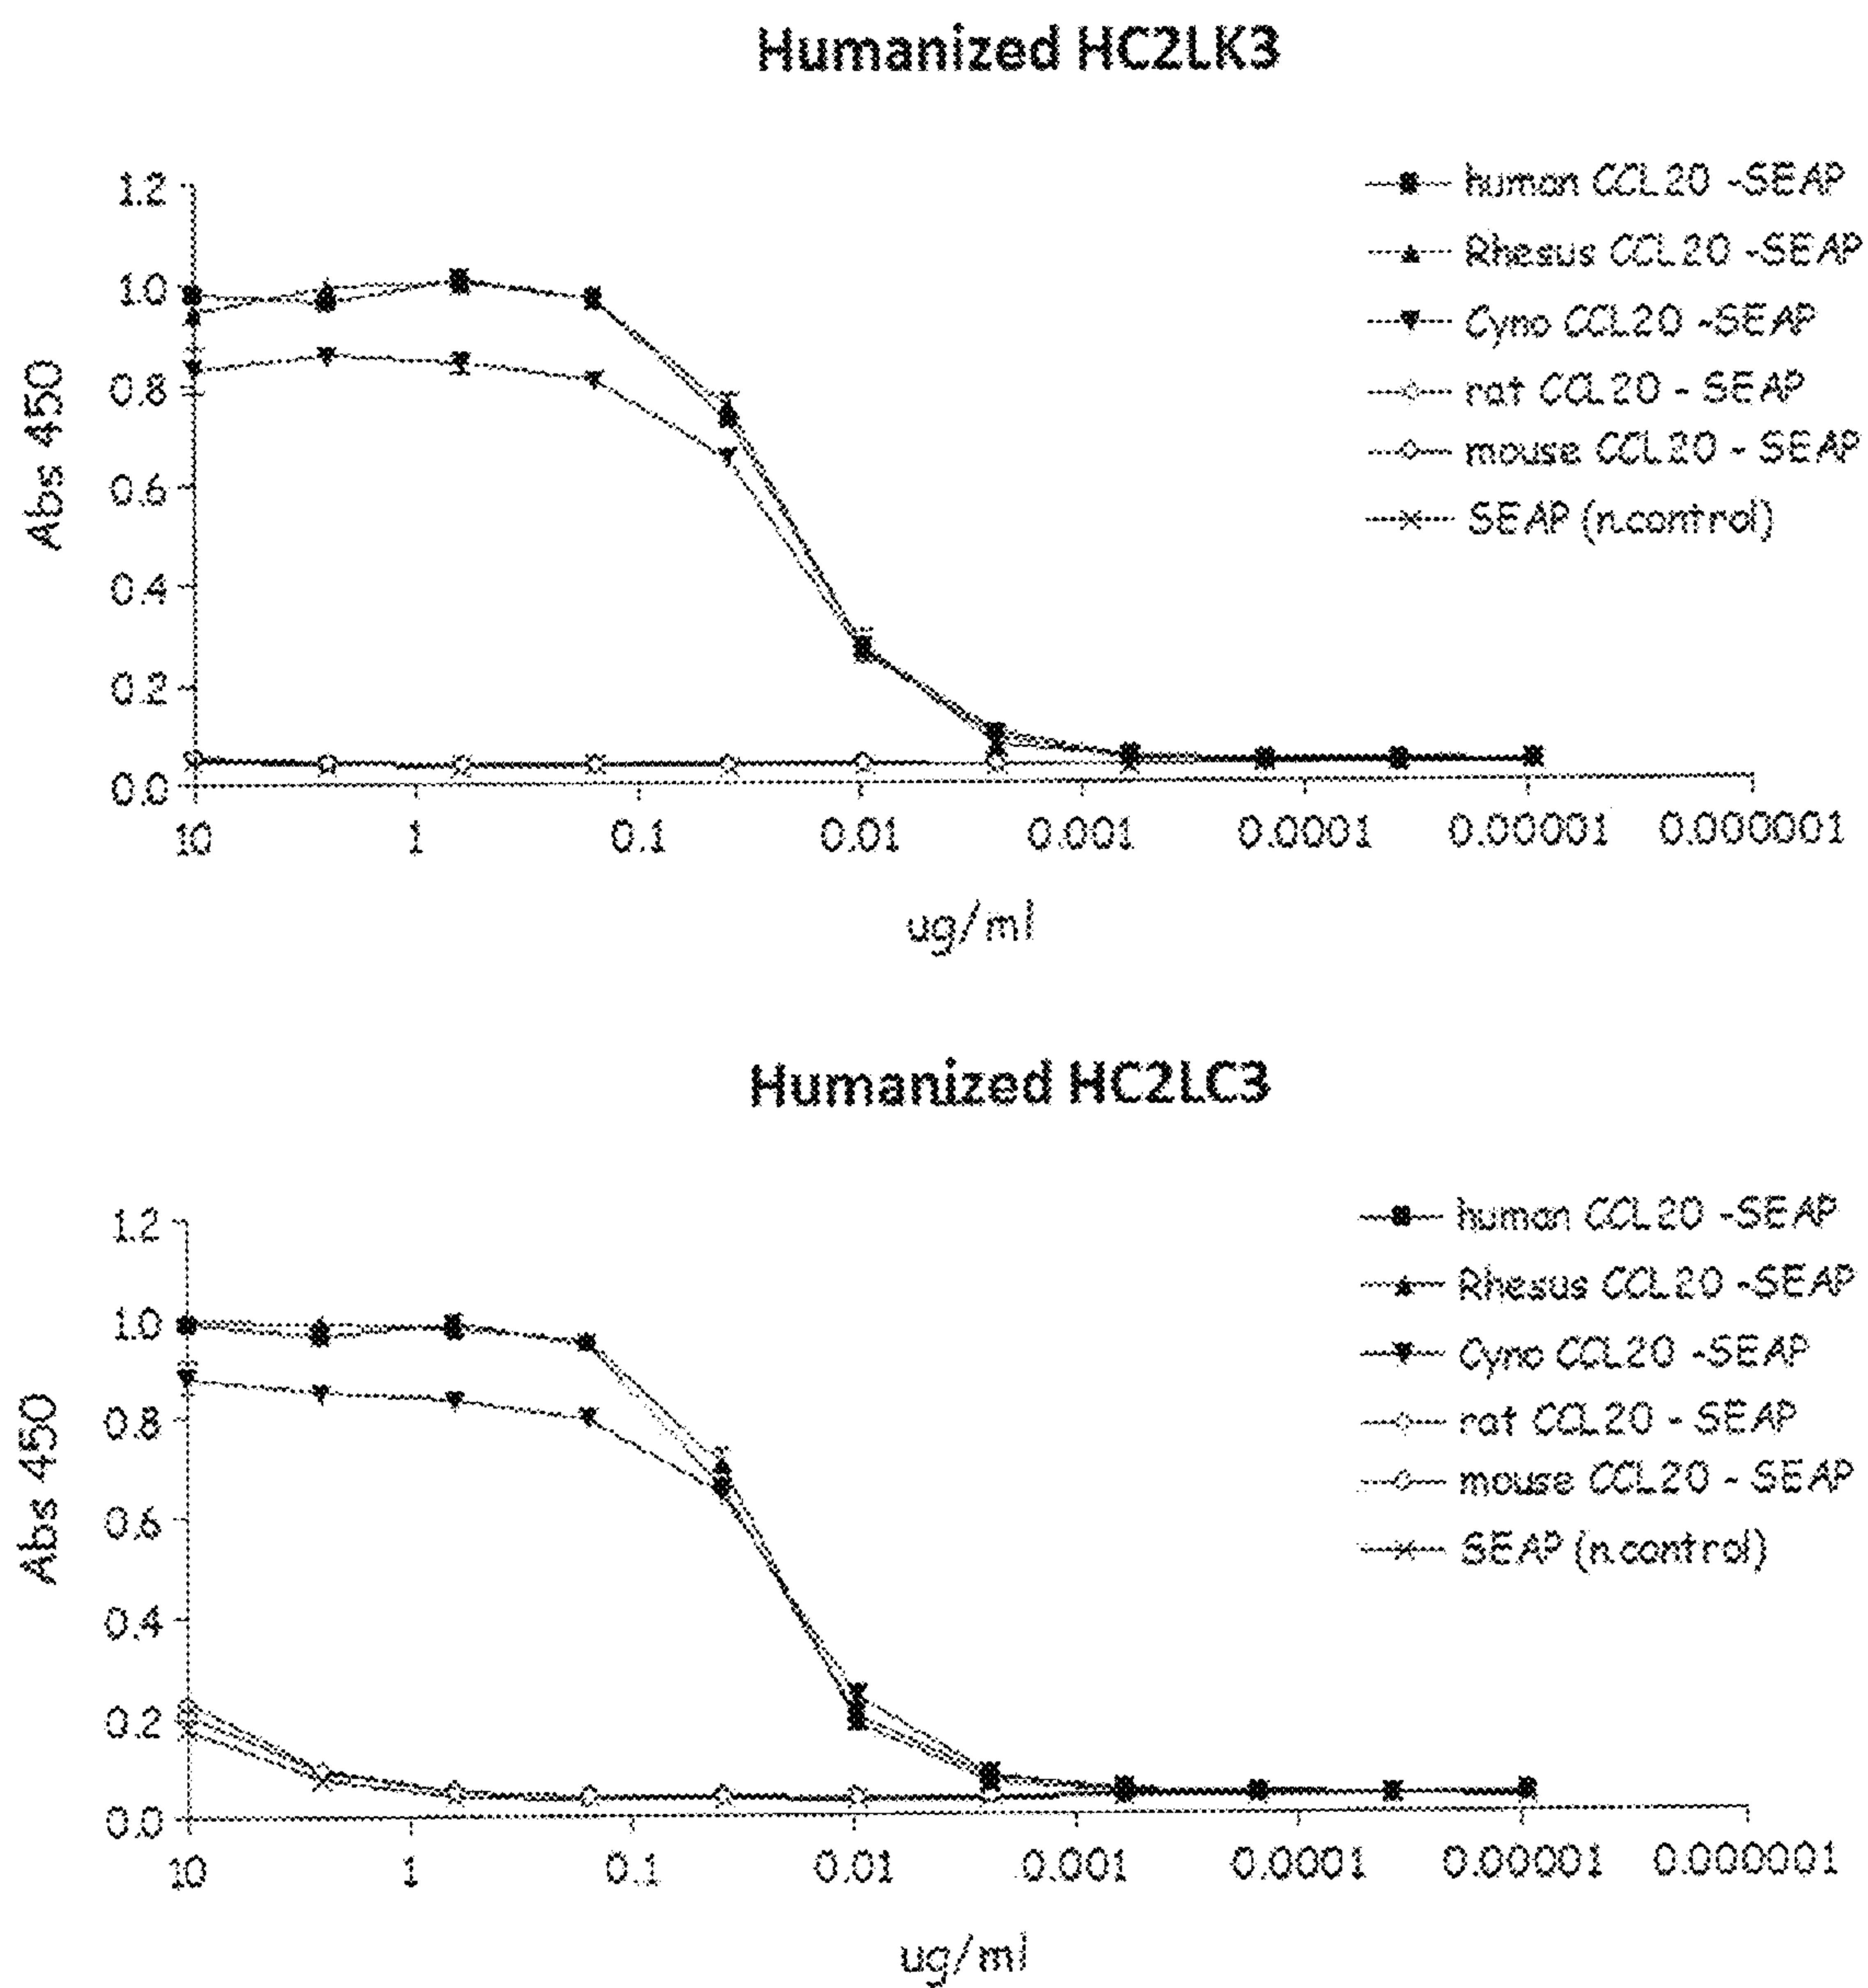 Humanized HC2LK3
1.2
1.0
0.8
0.6
0.4
0.2
0.0
Abs 450
10 1 0.1 0.01 0.001 0.0001 0.00001 0.000001
ug/ml
human CCL20 -SEAP
Rhesus CCL20 -SEAP
Cyno CCL20 -SEAP
rat CCL20 - SEAP
mouse CCL20 - SEAP
SEAP (n.control)
Humanized HC2LC3
1.2
1.0
0.8
0.6
0.4
0.2
0.0
Abs 450
10 1 0.1 0.01 0.001 0.0001 0.00001 0.000001
ug/ml
human CCL20 -SEAP
Rhesus CCL20 -SEAP
Cyno CCL20 -SEAP
rat CCL20 - SEAP
mouse CCL20 - SEAP
SEAP (n.control)